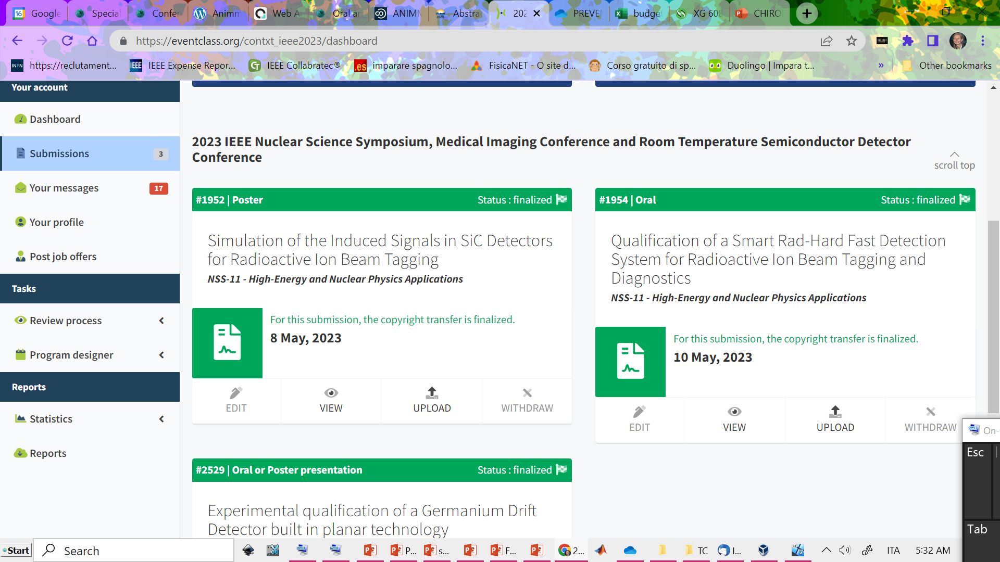 Google
Special
Confer
Animm
Web A
Oral an
ANIMM
Abstra
202
PREVE
budge
XG 600
CHIRO
https://eventclass.org/contxt_ieee2023/dashboard
https://reclutament...
IEEE Expense Repor...
IEEE Collabratec®
imparare spagnolo...
FisicaNET - O site d...
Corso gratuito di sp...
Duolingo | Impara t...
»
Other bookmarks
Your account
Dashboard
Submissions
3
Your messages
17
Your profile
Post job offers
Tasks
Review process
Program designer
Reports
Statistics
Reports
2023 IEEE Nuclear Science Symposium, Medical Imaging Conference and Room Temperature Semiconductor Detector
Conference
scroll top
#1952 | Poster
Status : finalized
Simulation of the Induced Signals in SiC Detectors
for Radioactive Ion Beam Tagging
NSS-11 - High-Energy and Nuclear Physics Applications
For this submission, the copyright transfer is finalized.
8 May, 2023
EDIT
VIEW
UPLOAD
WITHDRAW
#1954 | Oral
Status : finalized
Qualification of a Smart Rad-Hard Fast Detection
System for Radioactive Ion Beam Tagging and
Diagnostics
NSS-11 - High-Energy and Nuclear Physics Applications
For this submission, the copyright transfer is finalized.
10 May, 2023
EDIT
VIEW
UPLOAD
WITHDRAW
#2529 | Oral or Poster presentation
Status : finalized
Experimental qualification of a Germanium Drift
Detector built in planar technology
On-
Esc
Tab
Start
Search
P...
s...
F...
2...
TC
I...
ITA
5:32 AM